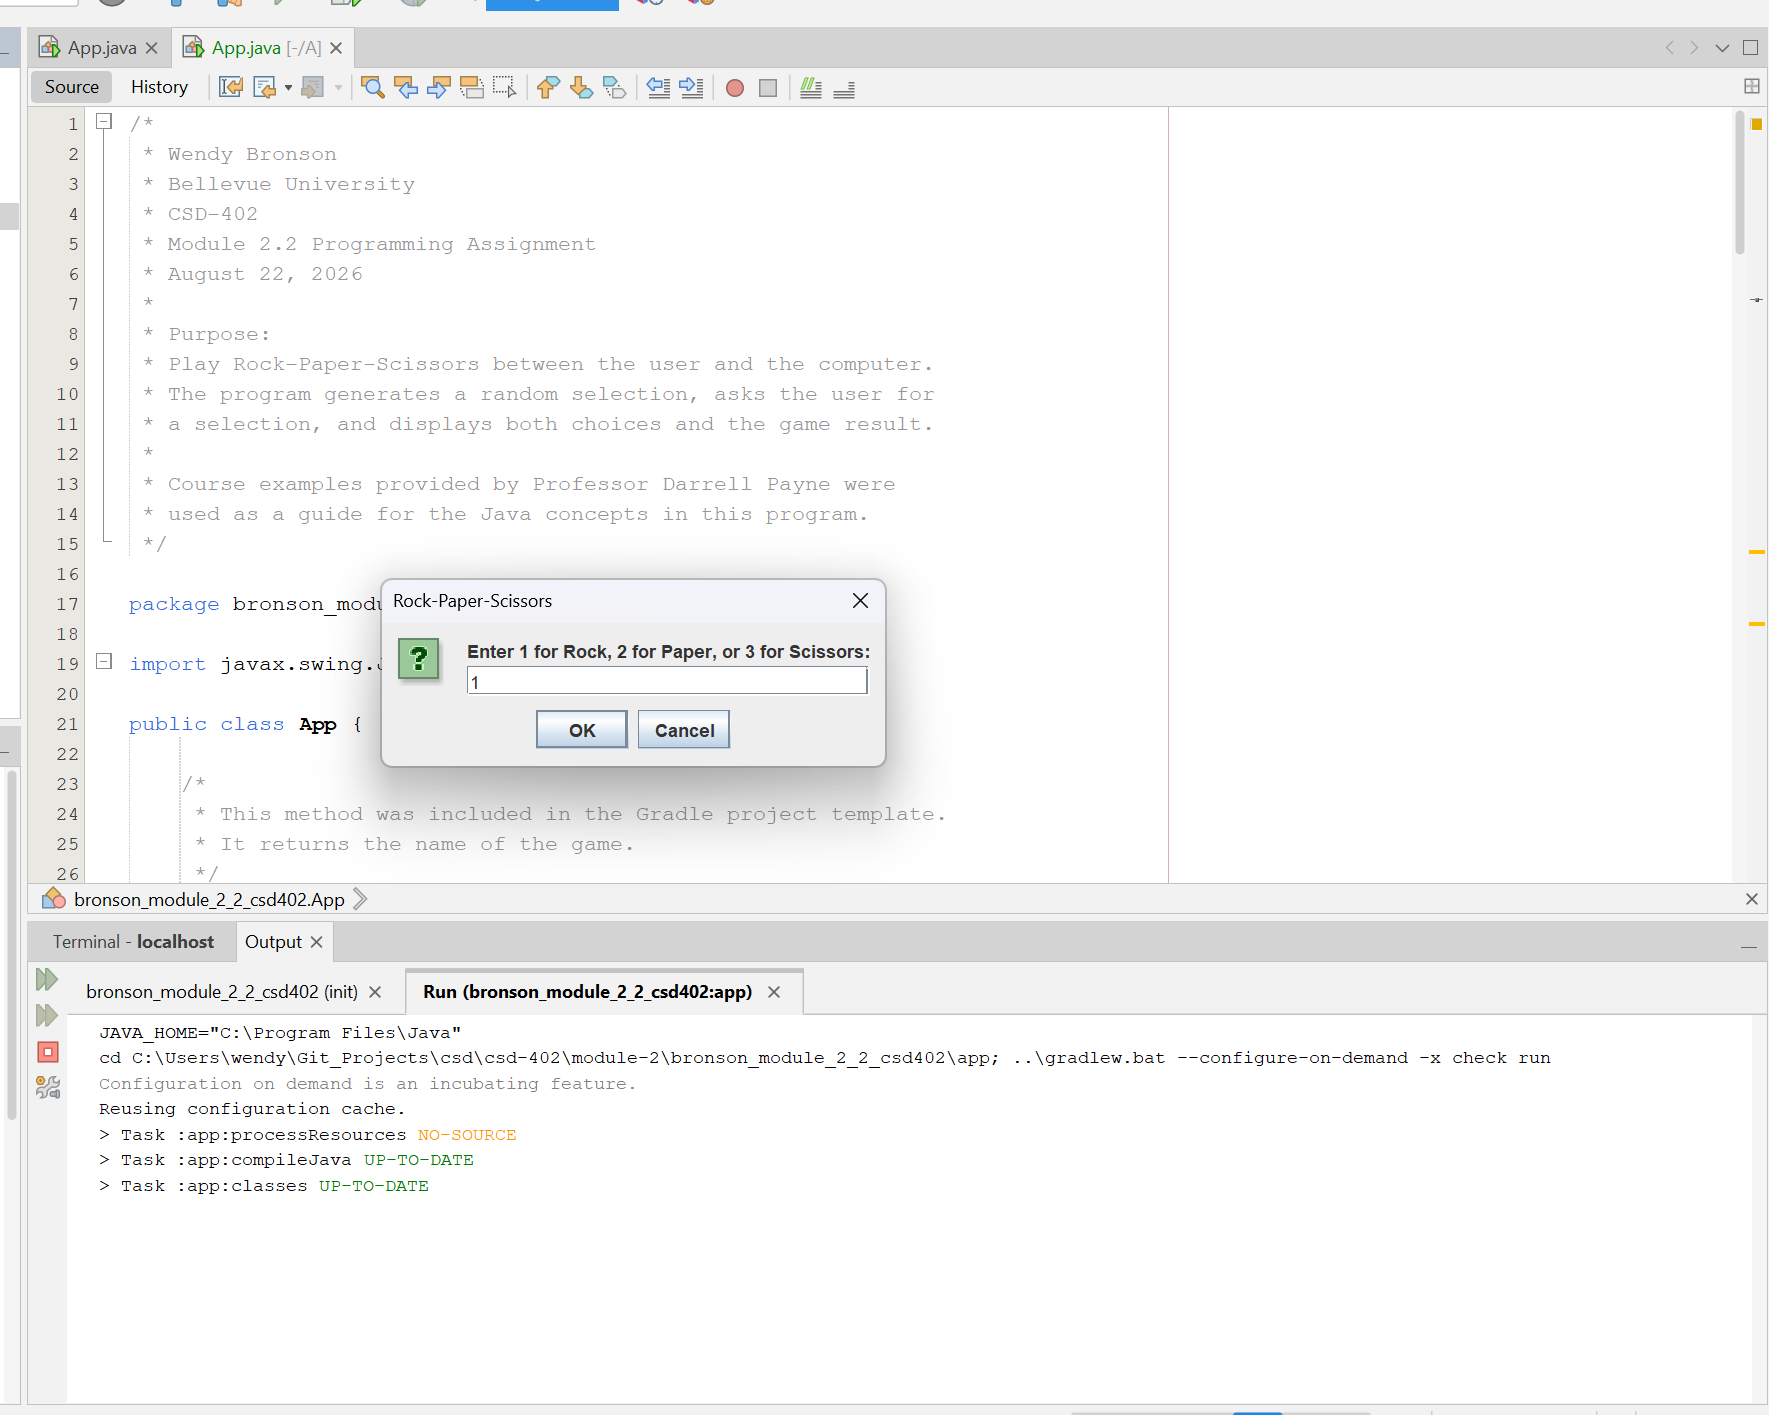 App.java
App.java [-/A]
Source
History
1 /*
2 * Wendy Bronson
3 * Bellevue University
4 * CSD-402
5 * Module 2.2 Programming Assignment
6 * August 22, 2026
7 *
8 * Purpose:
9 * Play Rock-Paper-Scissors between the user and the computer.
10 * The program generates a random selection, asks the user for
11 * a selection, and displays both choices and the game result.
12 *
13 * Course examples provided by Professor Darrell Payne were
14 * used as a guide for the Java concepts in this program.
15 */
16
17 package bronson_modu
18
19 import javax.swing.J
20
21 public class App {
22
23 /*
24 * This method was included in the Gradle project template.
25 * It returns the name of the game.
26 */
Rock-Paper-Scissors
?
Enter 1 for Rock, 2 for Paper, or 3 for Scissors:
1
OK
Cancel
bronson_module_2_2_csd402.App
Terminal - localhost
Output
bronson_module_2_2_csd402 (init)
Run (bronson_module_2_2_csd402:app)
JAVA_HOME="C:\Program Files\Java"
cd C:\Users\wendy\Git_Projects\csd\csd-402\module-2\bronson_module_2_2_csd402\app; ..\gradlew.bat --configure-on-demand -x check run
Configuration on demand is an incubating feature.
Reusing configuration cache.
> Task :app:processResources NO-SOURCE
> Task :app:compileJava UP-TO-DATE
> Task :app:classes UP-TO-DATE